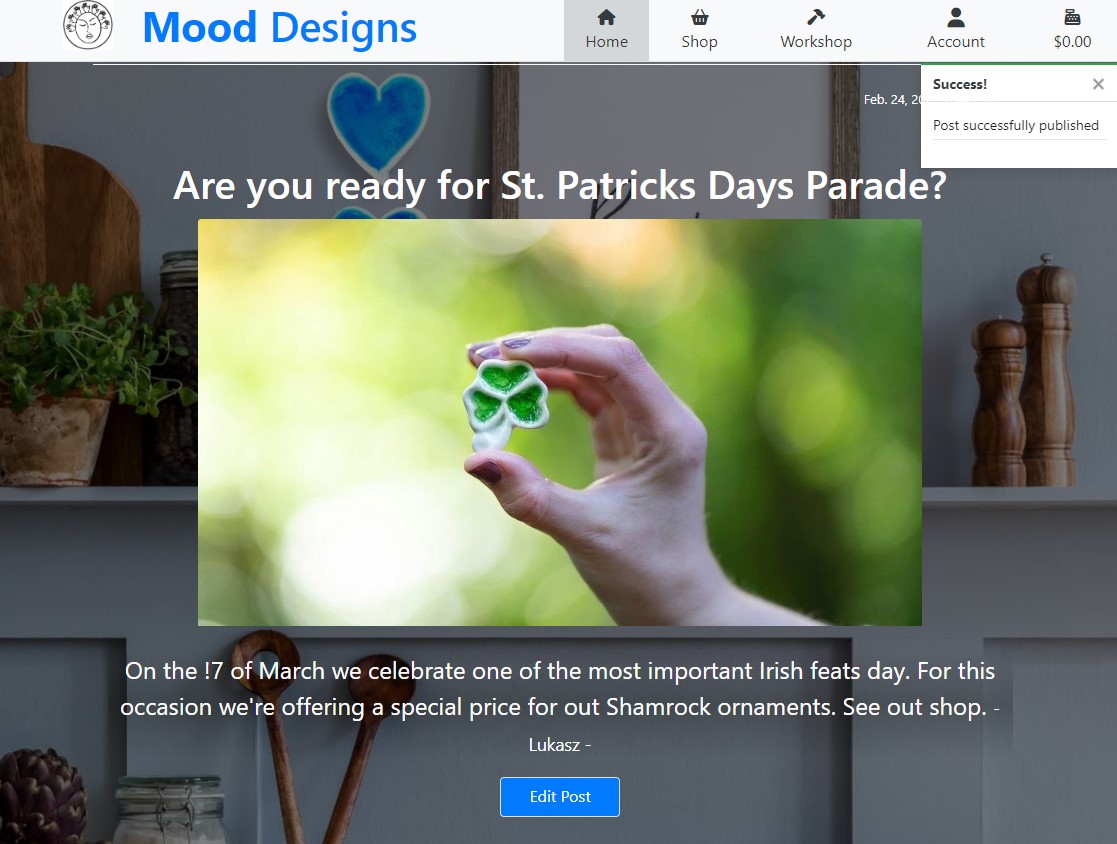 Mood Designs
Home
Shop
Workshop
Account
$0.00
Success!
×
Post successfully published
Feb. 24, 20
Are you ready for St. Patricks Days Parade?
On the !7 of March we celebrate one of the most important Irish feats day. For this
occasion we're offering a special price for out Shamrock ornaments. See out shop. -
Lukasz -
Edit Post